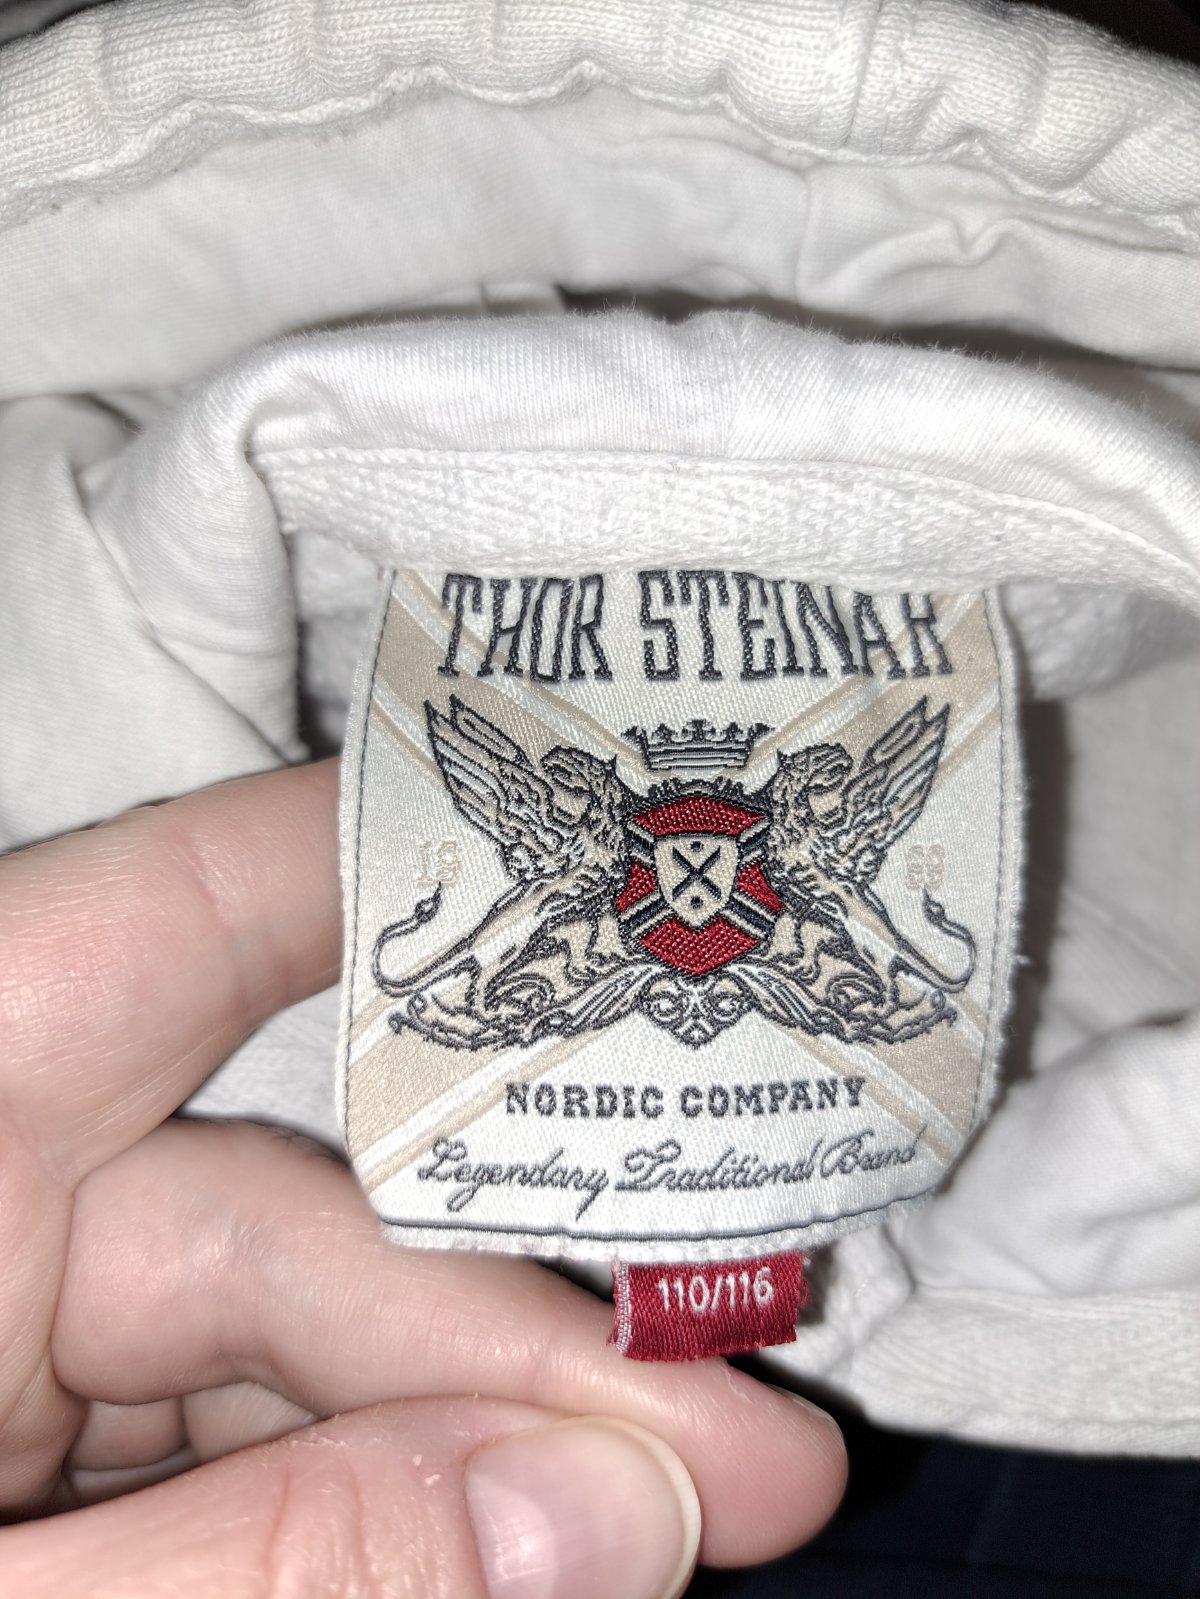 THOR STEINAR
19 99
NORDIC COMPANY
Legendary Traditional Brand
110/116